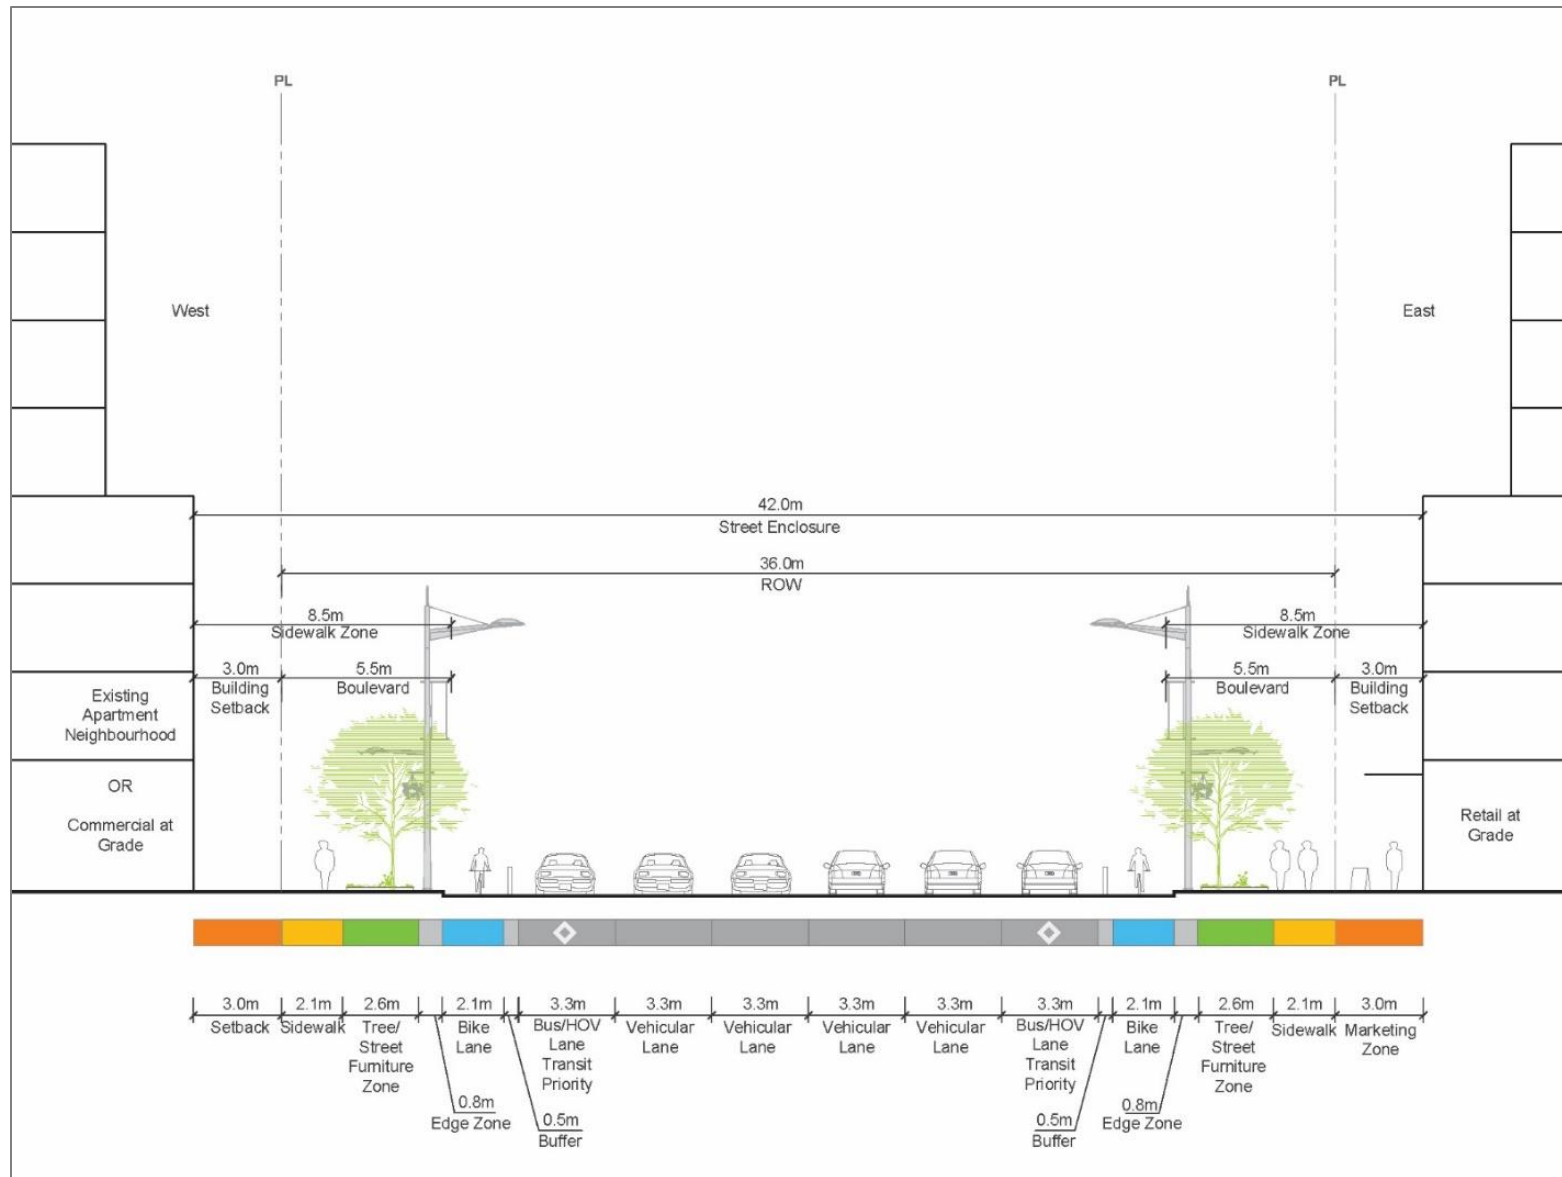 PL
PL
West
East
42.0m
Street Enclosure
36.0m
ROW
8.5m
Sidewalk Zone
8.5m
Sidewalk Zone
3.0m
Building
Setback
5.5m
Boulevard
5.5m
Boulevard
3.0m
Building
Setback
Existing
Apartment
Neighbourhood
OR
Commercial at
Grade
Retail at
Grade
3.0m
Setback
2.1m
Sidewalk
2.6m
Tree/
Street
Furniture
Zone
0.8m
Edge Zone
2.1m
Bike
Lane
0.5m
Buffer
3.3m
Bus/HOV
Lane
Transit
Priority
3.3m
Vehicular
Lane
3.3m
Vehicular
Lane
3.3m
Vehicular
Lane
3.3m
Vehicular
Lane
3.3m
Bus/HOV
Lane
Transit
Priority
0.5m
Buffer
2.1m
Bike
Lane
0.8m
Edge Zone
2.6m
Tree/
Street
Furniture
Zone
2.1m
Sidewalk
3.0m
Marketing
Zone